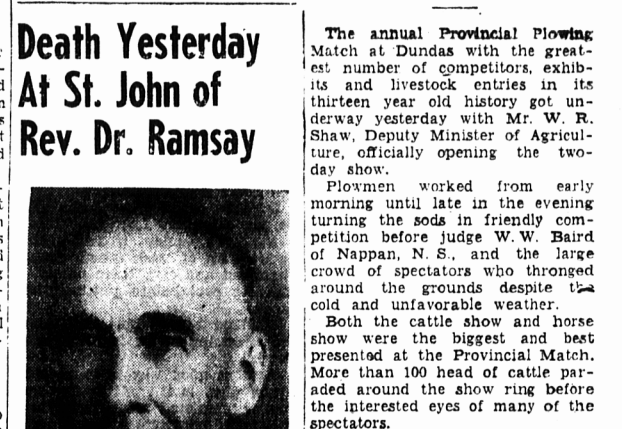 Death Yesterday
At St. John of
Rev. Dr. Ramsay
The annual Provincial Plowing
Match at Dundas with the great-
est number of competitors, exhib-
its and livestock entries in its
thirteen year old history got un-
derway yesterday with Mr. W. R.
Shaw, Deputy Minister of Agricul-
ture, officially opening the two-
day show.
Plowmen worked from early
morning until late in the evening
turning the sods in friendly com-
petition before judge W. W. Baird
of Nappan, N. S., and the large
crowd of spectators who thronged
around the grounds despite the
cold and unfavorable weather.
Both the cattle show and horse
show were the biggest and best
presented at the Provincial Match.
More than 100 head of cattle par-
aded around the show ring before
the interested eyes of many of the
spectators.